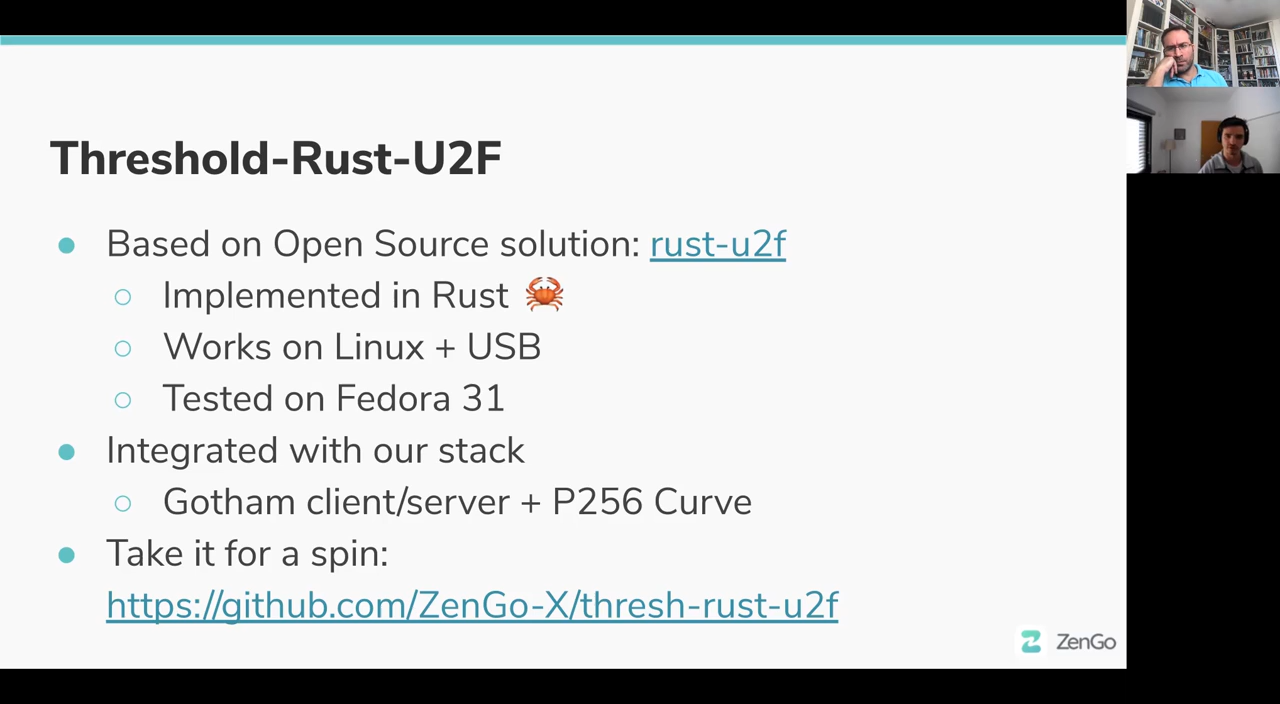 Threshold-Rust-U2F
● Based on Open Source solution: rust-u2f
○ Implemented in Rust 🦀
○ Works on Linux + USB
○ Tested on Fedora 31
● Integrated with our stack
○ Gotham client/server + P256 Curve
● Take it for a spin:
https://github.com/ZenGo-X/thresh-rust-u2f
ZenGo